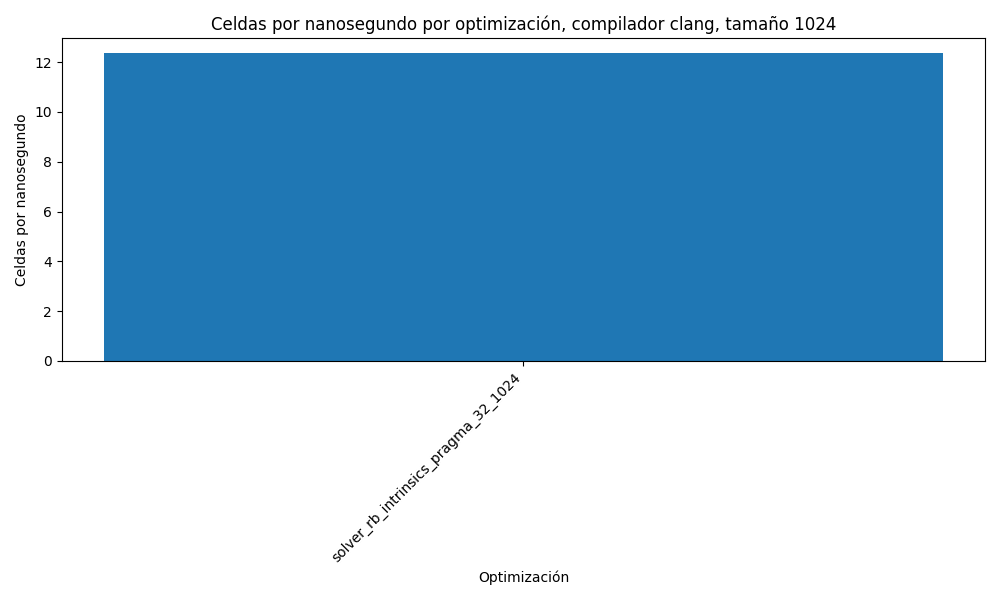 Celdas por nanosegundo por optimización, compilador clang, tamaño 1024
Celdas por nanosegundo
12
10
8
6
4
2
0
solver_rb_intrinsics_pragma_32_1024
Optimización